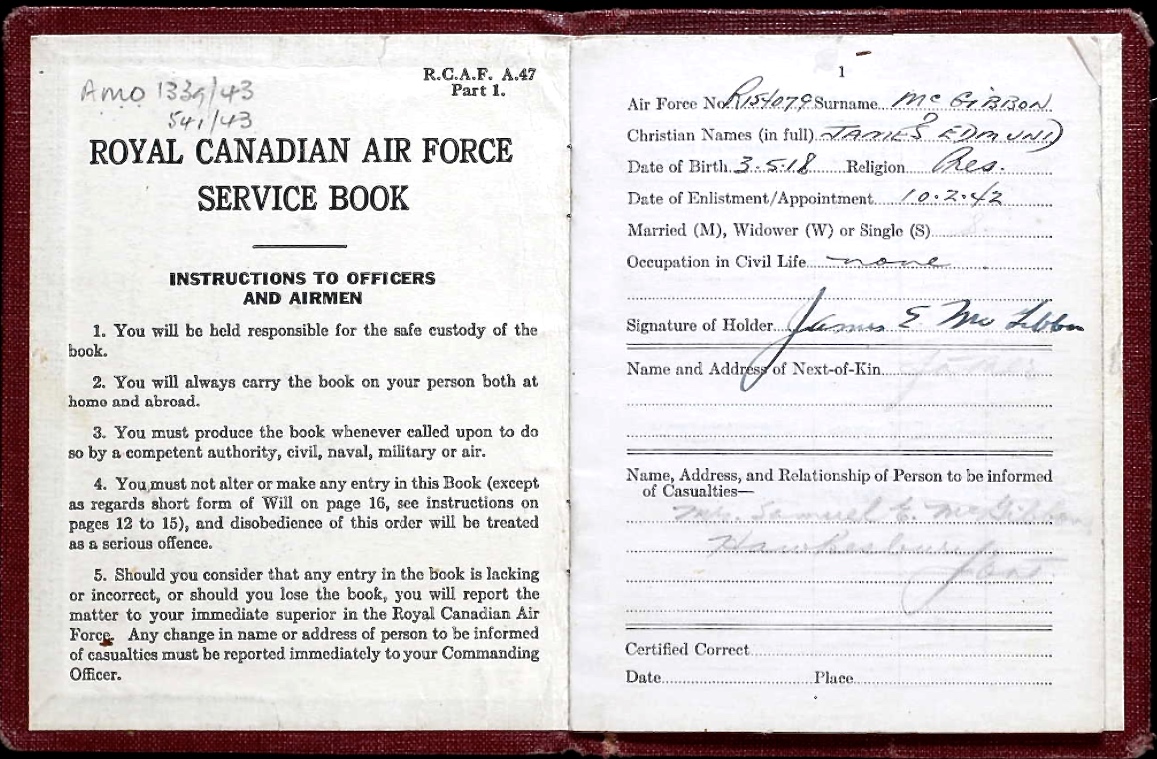 AMO 1339/43
541/43
R.C.A.F. A.47
Part 1.
ROYAL CANADIAN AIR FORCE
SERVICE BOOK
INSTRUCTIONS TO OFFICERS
AND AIRMEN
1. You will be held responsible for the safe custody of the
book.
2. You will always carry the book on your person both at
home and abroad.
3. You must produce the book whenever called upon to do
so by a competent authority, civil, naval, military or air.
4. You must not alter or make any entry in this Book (except
as regards short form of Will on page 16, see instructions on
pages 12 to 15), and disobedience of this order will be treated
as a serious offence.
5. Should you consider that any entry in the book is lacking
or incorrect, or should you lose the book, you will report the
matter to your immediate superior in the Royal Canadian Air
Force. Any change in name or address of person to be informed
of casualties must be reported immediately to your Commanding
Officer.
1
Air Force No. R154079 Surname Mc GIBBON
Christian Names (in full) JAMES EDMUND
Date of Birth 3.5.18 Religion Pres.
Date of Enlistment/Appointment 10.2.42
Married (M), Widower (W) or Single (S)
Occupation in Civil Life none
Signature of Holder James E McGibbon
Name and Address of Next-of-Kin
Name, Address, and Relationship of Person to be informed
of Casualties—
Mrs. Samuel E. McGibbon
Hawkesbury
Ont
Certified Correct
Date Place